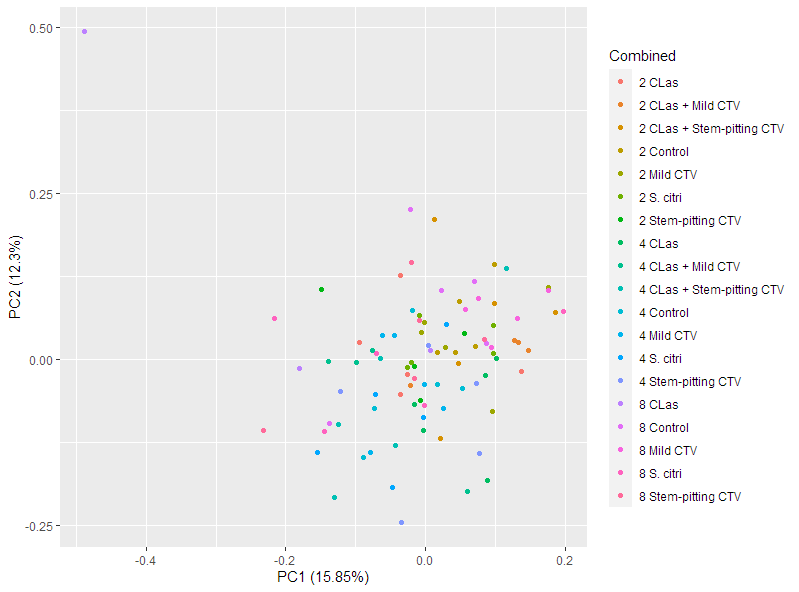 0.50
0.25
0.00
-0.25
PC2 (12.3%)
-0.4
-0.2
0.0
0.2
PC1 (15.85%)
Combined
2 CLas
2 CLas + Mild CTV
2 CLas + Stem-pitting CTV
2 Control
2 Mild CTV
2 S. citri
2 Stem-pitting CTV
4 CLas
4 CLas + Mild CTV
4 CLas + Stem-pitting CTV
4 Control
4 Mild CTV
4 S. citri
4 Stem-pitting CTV
8 CLas
8 Control
8 Mild CTV
8 S. citri
8 Stem-pitting CTV